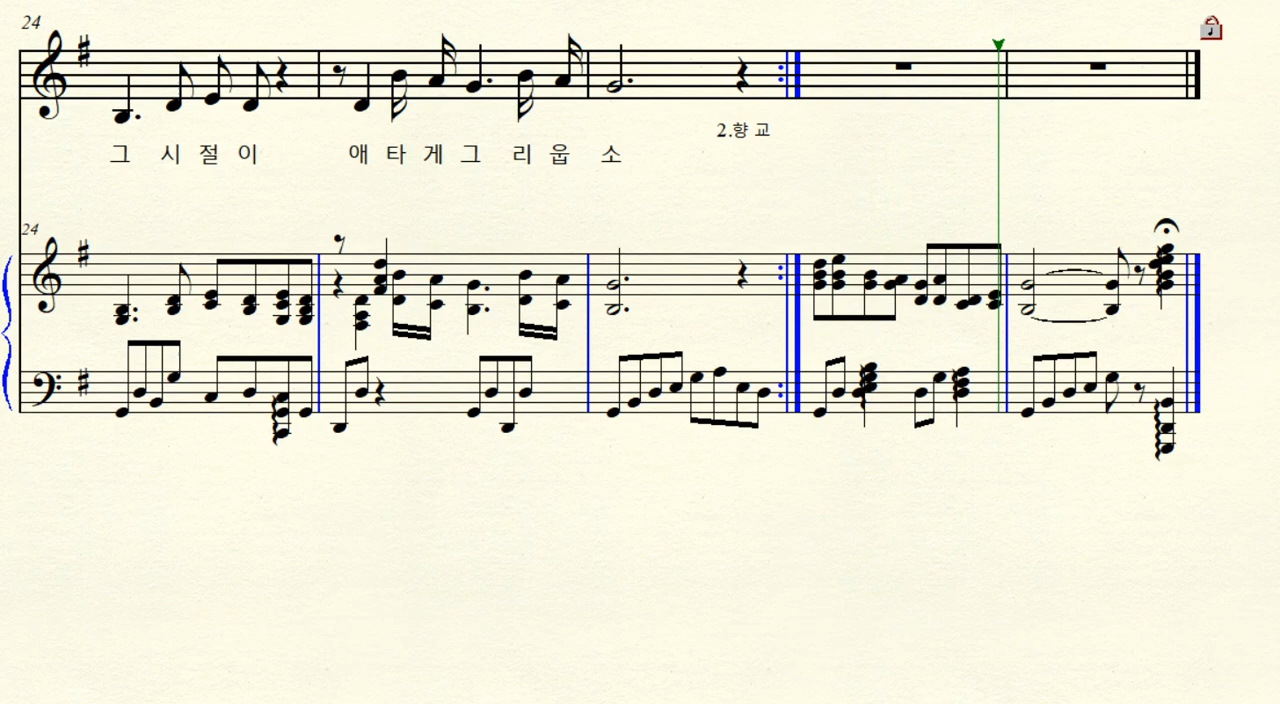 24
2.향 교
그 시 절 이 애 타 게 그 리 웁 소
24